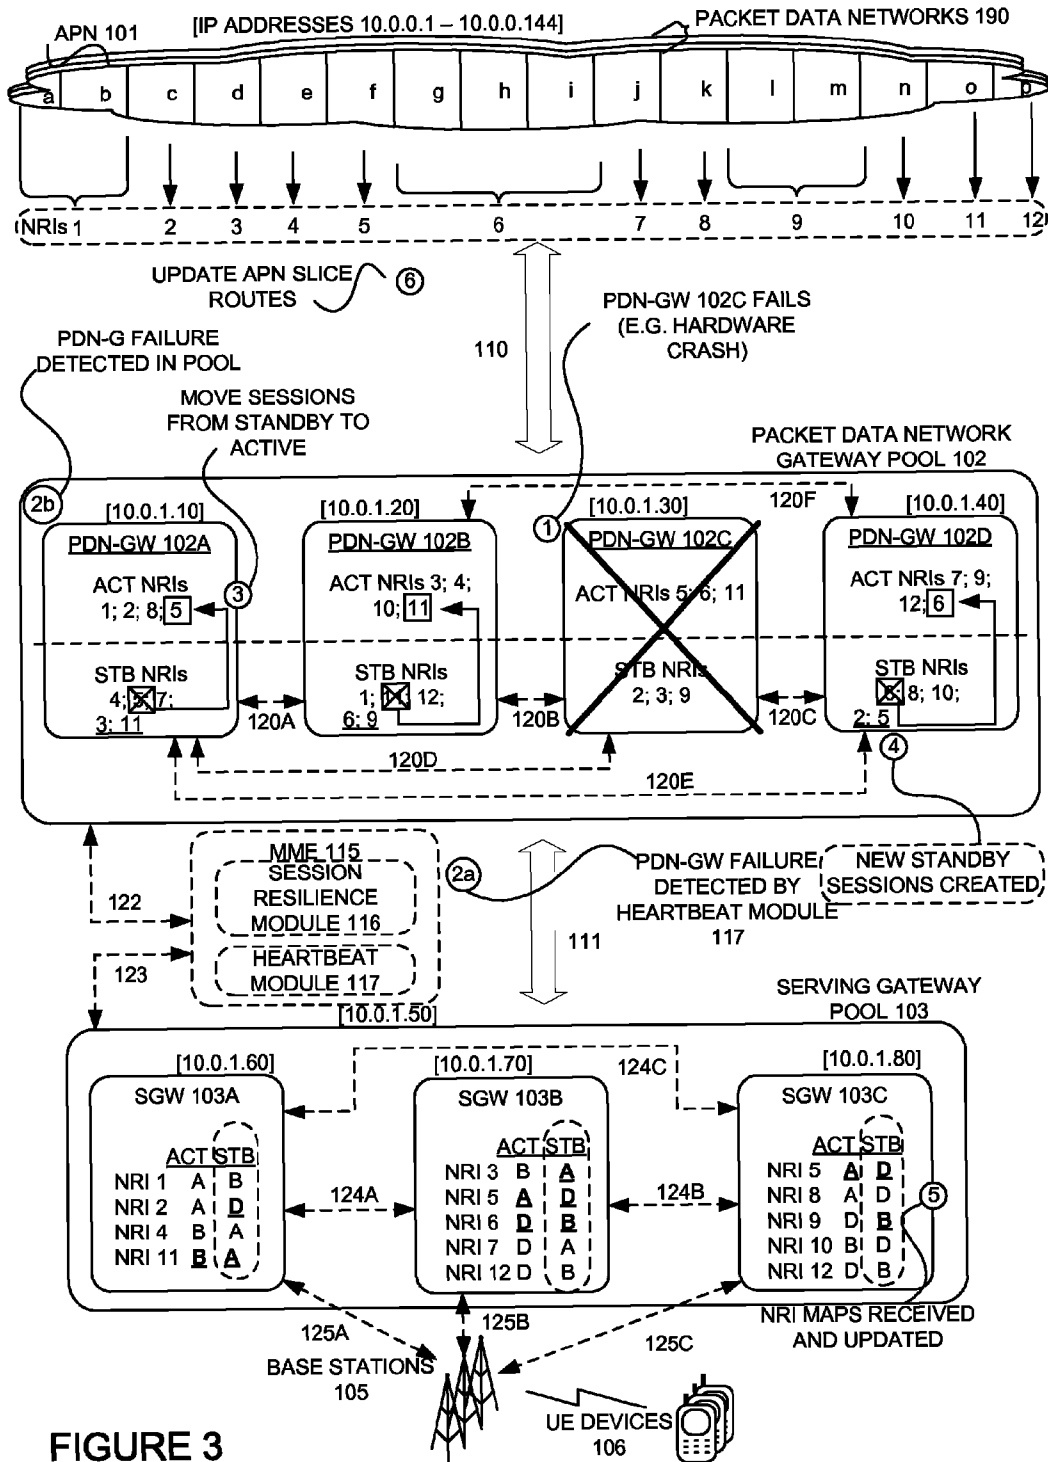 APN 101
[IP ADDRESSES 10.0.0.1 – 10.0.0.144]
PACKET DATA NETWORKS 190
a b c d e f g h i j k l m n o p
NRIs 1 2 3 4 5 6 7 8 9 10 11 12
UPDATE APN SLICE
ROUTES
6
PDN-GW 102C FAILS
(E.G. HARDWARE
CRASH)
110
PDN-G FAILURE
DETECTED IN POOL
MOVE SESSIONS
FROM STANDBY TO
ACTIVE
PACKET DATA NETWORK
GATEWAY POOL 102
2b
[10.0.1.10]
PDN-GW 102A
ACT NRIs
1; 2; 8; 5
3
STB NRIs
4; 5; 7;
3; 11
120A
[10.0.1.20]
PDN-GW 102B
ACT NRIs 3; 4;
10; 11
STB NRIs
1; 11; 12;
6; 9
120B
1
[10.0.1.30]
PDN-GW 102C
ACT NRIs 5; 6; 11
STB NRIs
2; 3; 9
120C
120F
[10.0.1.40]
PDN-GW 102D
ACT NRIs 7; 9;
12; 6
STB NRIs
6; 8; 10;
2; 5
4
120D
120E
MME 115
SESSION
RESILIENCE
MODULE 116
HEARTBEAT
MODULE 117
[10.0.1.50]
122
123
2a
PDN-GW FAILURE
DETECTED BY
HEARTBEAT MODULE
117
NEW STANDBY
SESSIONS CREATED
111
SERVING GATEWAY
POOL 103
[10.0.1.60]
SGW 103A
ACT STB
NRI 1 A B
NRI 2 A D
NRI 4 B A
NRI 11 B A
124A
[10.0.1.70]
SGW 103B
ACT STB
NRI 3 B A
NRI 5 A D
NRI 6 D B
NRI 7 D A
NRI 12 D B
124B
124C
[10.0.1.80]
SGW 103C
ACT STB
NRI 5 A D
NRI 8 A D
NRI 9 D B
NRI 10 B D
NRI 12 D B
5
NRI MAPS RECEIVED
AND UPDATED
125A
125B
125C
BASE STATIONS
105
UE DEVICES
106
FIGURE 3